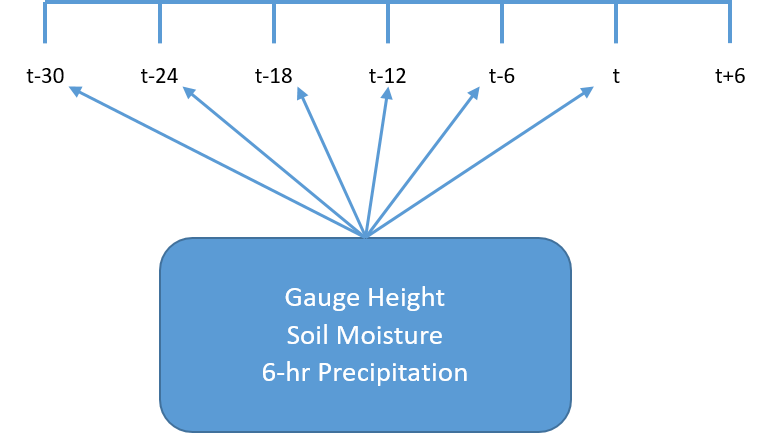 t-30 t-24 t-18 t-12 t-6 t t+6
Gauge Height
Soil Moisture
6-hr Precipitation